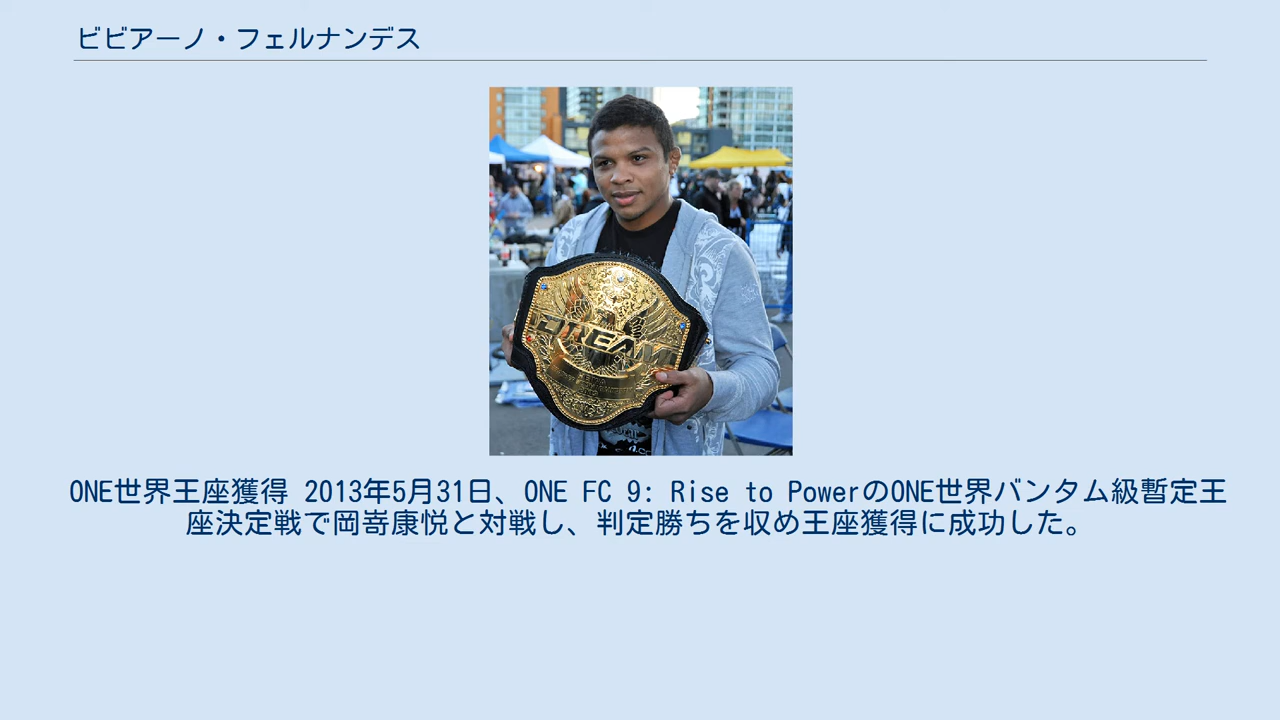 ビビアーノ・フェルナンデス
DREAM
ONE世界王座獲得 2013年5月31日、ONE FC 9: Rise to PowerのONE世界バンタム級暫定王
座決定戦で岡嵜康悦と対戦し、判定勝ちを収め王座獲得に成功した。